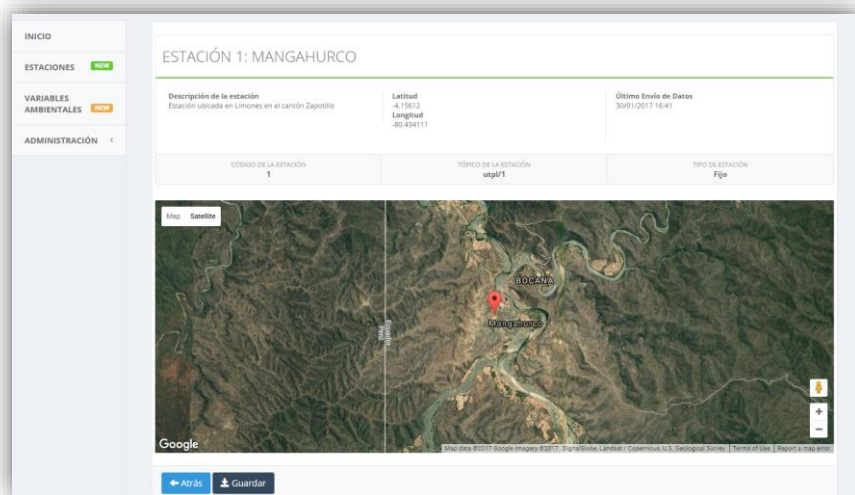 INICIO
ESTACIONES NEW
VARIABLES
AMBIENTALES NEW
ADMINISTRACIÓN <
ESTACIÓN 1: MANGAHURCO
Descripción de la estación
Estación ubicada en Limones en el cantón Zapotillo
Latitud
-4.15612
Longitud
-80.434111
Último Envío de Datos
30/01/2017 16:41
CÓDIGO DE LA ESTACIÓN
1
TÓPICO DE LA ESTACIÓN
utpl/1
TIPO DE ESTACIÓN
Fijo
Map Satellite
BOCANA
Mangahurco
Ecuador
Perú
+
−
Google
Map data ©2017 Google Imagery ©2017 , DigitalGlobe, Landsat / Copernicus, U.S. Geological Survey Terms of Use Report a map error
Atrás Guardar